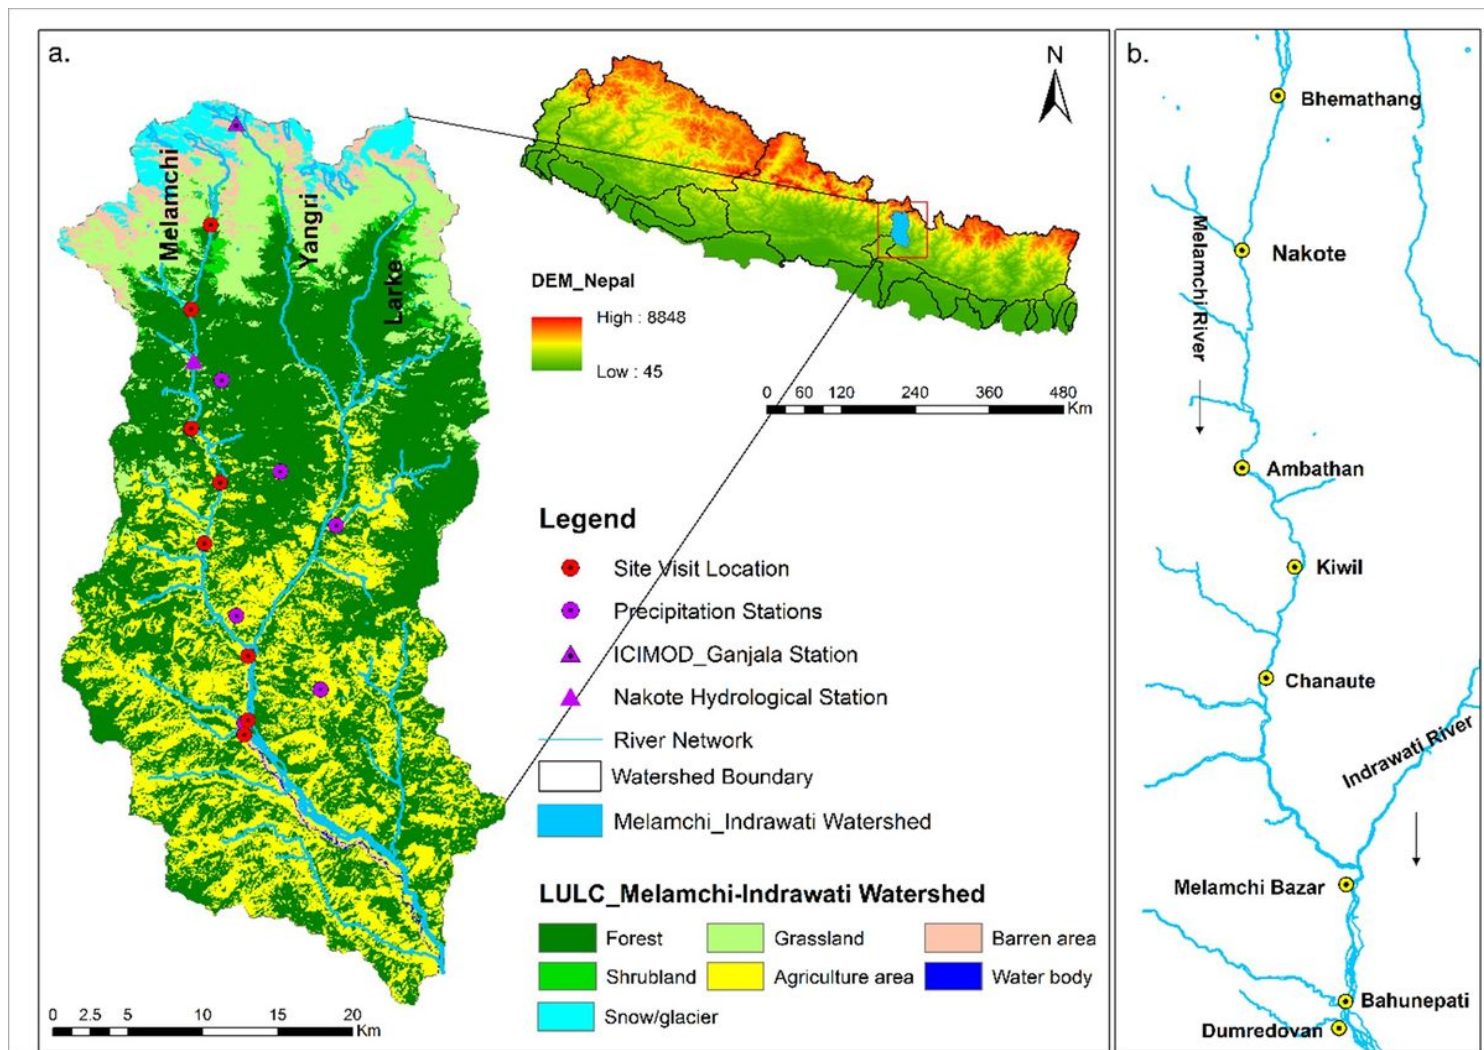 a.
Melamchi
Yangri
Larke
N
DEM_Nepal
High : 8848
Low : 45
0 60 120 240 360 480
Km
Legend
Site Visit Location
Precipitation Stations
ICIMOD_Ganjala Station
Nakote Hydrological Station
River Network
Watershed Boundary
Melamchi_Indrawati Watershed
LULC_Melamchi-Indrawati Watershed
Forest Grassland Barren area
Shrubland Agriculture area Water body
Snow/glacier
0 2.5 5 10 15 20
Km
b.
Bhemathang
Nakote
Melamchi River
Ambathan
Kiwil
Chanaute
Indrawati River
Melamchi Bazar
Bahunepati
Dumredovan